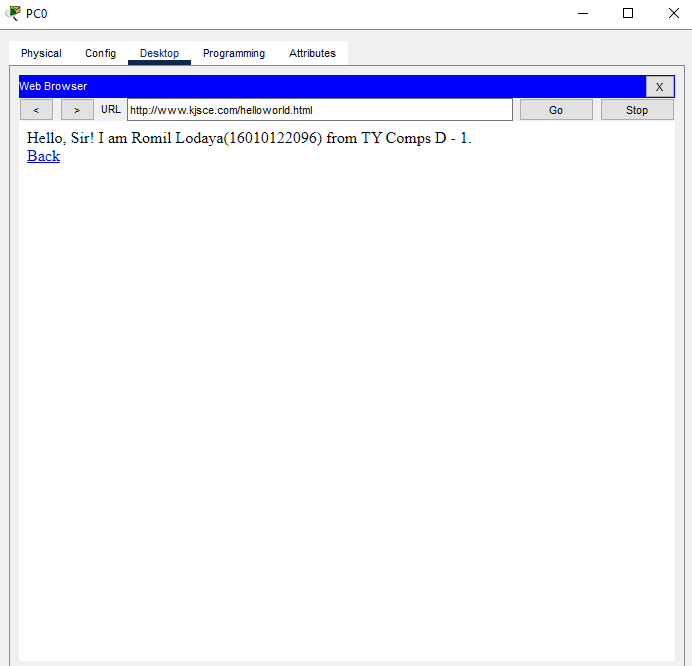 PC0
Physical Config Desktop Programming Attributes
Web Browser X
< > URL http://www.kjsce.com/helloworld.html Go Stop
Hello, Sir! I am Romil Lodaya(16010122096) from TY Comps D - 1.
Back